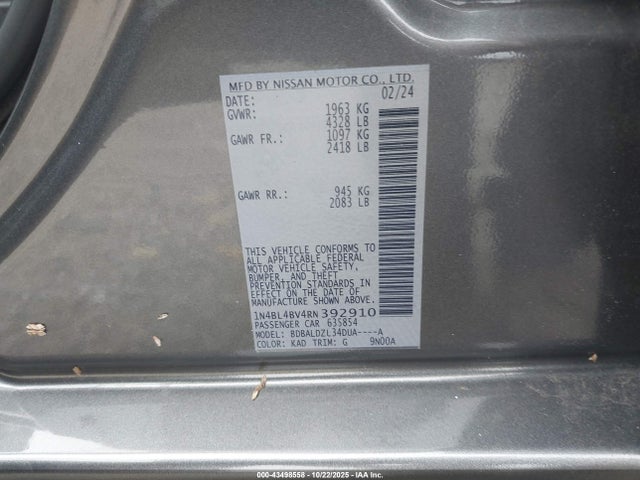 MFD BY NISSAN MOTOR CO., LTD.
DATE: 02/24
GVWR: 1963 KG
4328 LB
GAWR FR.: 1097 KG
2418 LB
GAWR RR.: 945 KG
2083 LB
THIS VEHICLE CONFORMS TO
ALL APPLICABLE FEDERAL
MOTOR VEHICLE SAFETY,
BUMPER, AND THEFT
PREVENTION STANDARDS IN
EFFECT ON THE DATE OF
MANUFACTURE SHOWN ABOVE.
1N4BL4BV4RN392910
PASSENGER CAR 635854
MODEL: BDBALDZL34DUA----A
COLOR: KAD TRIM: G 9N00A
000-43498558 - 10/22/2025 - IAAI.com